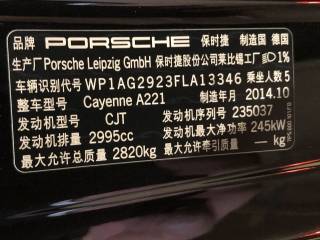 品牌 PORSCHE 保时捷 制造国 德国
生产厂 Porsche Leipzig GmbH 保时捷股份公司莱比锡工厂 1%
车辆识别代号 WP1AG2923FLA13346 乘坐人数 5
整车型号 Cayenne A221 制造年月 2014.10
发动机型号 CJT 发动机序列号 235037
发动机排量 2995cc 发动机最大净功率 245kW
最大允许总质量 2820kg 最大允许牵引质量 — kg